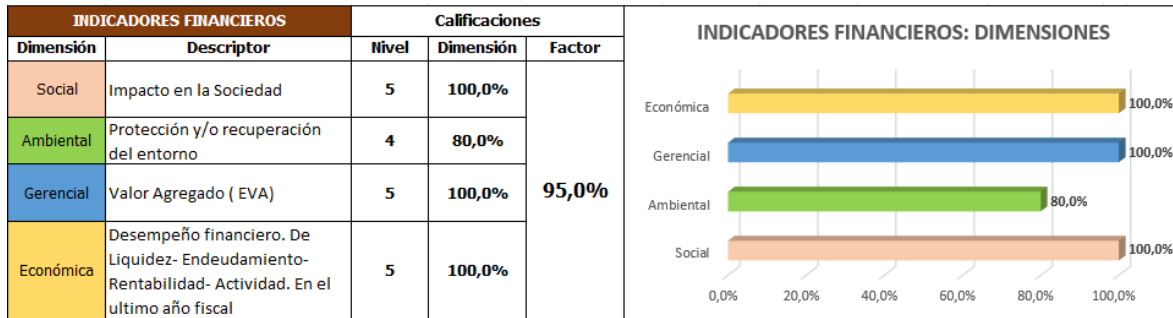 INDICADORES FINANCIEROS
Calificaciones
Dimensión Descriptor Nivel Dimensión Factor
Social Impacto en la Sociedad 5 100,0%
Ambiental Protección y/o recuperación
del entorno 4 80,0%
Gerencial Valor Agregado ( EVA) 5 100,0%
95,0%
Económica Desempeño financiero. De
Liquidez- Endeudamiento-
Rentabilidad- Actividad. En el
ultimo año fiscal 5 100,0%
INDICADORES FINANCIEROS: DIMENSIONES
Económica 100,0%
Gerencial 100,0%
Ambiental 80,0%
Social 100,0%
0,0% 20,0% 40,0% 60,0% 80,0% 100,0%